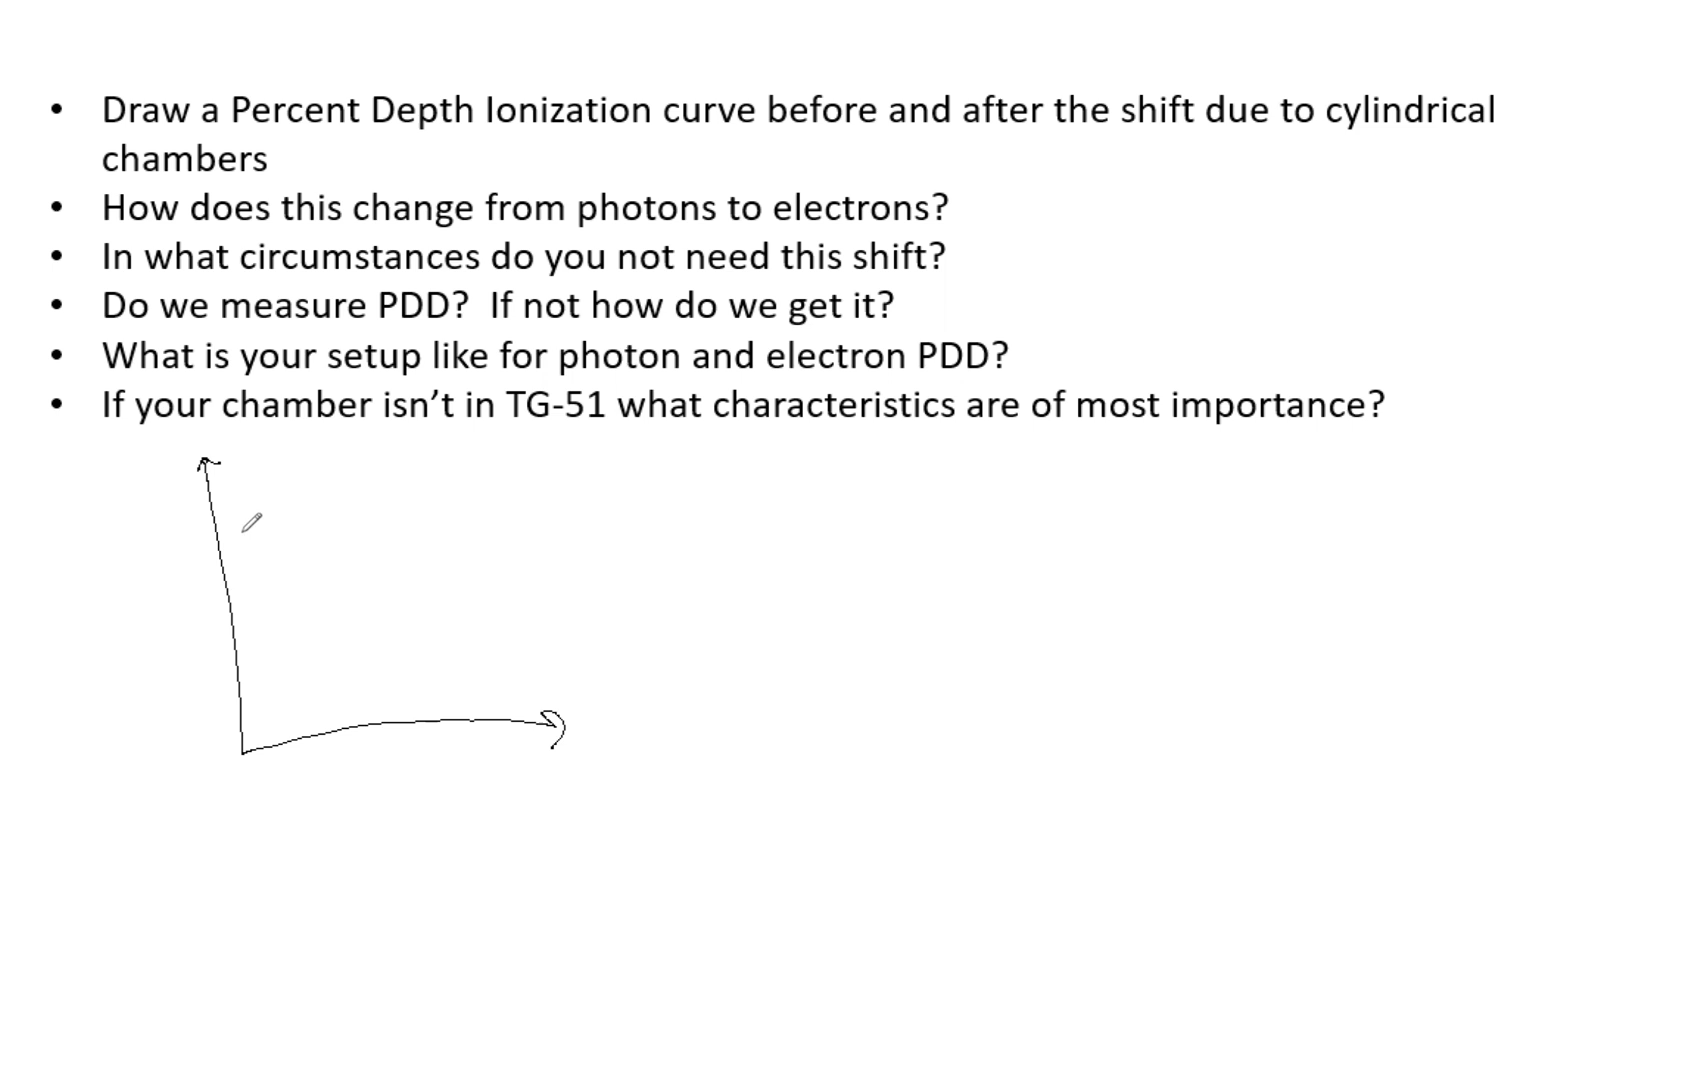 • Draw a Percent Depth Ionization curve before and after the shift due to cylindrical
chambers
• How does this change from photons to electrons?
• In what circumstances do you not need this shift?
• Do we measure PDD?  If not how do we get it?
• What is your setup like for photon and electron PDD?
• If your chamber isn’t in TG-51 what characteristics are of most importance?